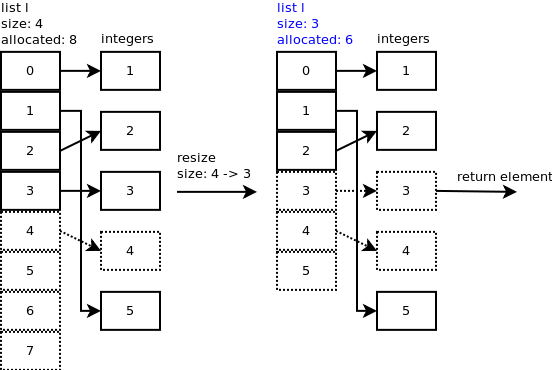 list l
size: 4
allocated: 8
integers
0
1
2
3
4
5
6
7
1
2
3
4
5
resize
size: 4 -> 3
list l
size: 3
allocated: 6
integers
0
1
2
3
4
5
1
2
3
4
5
return element